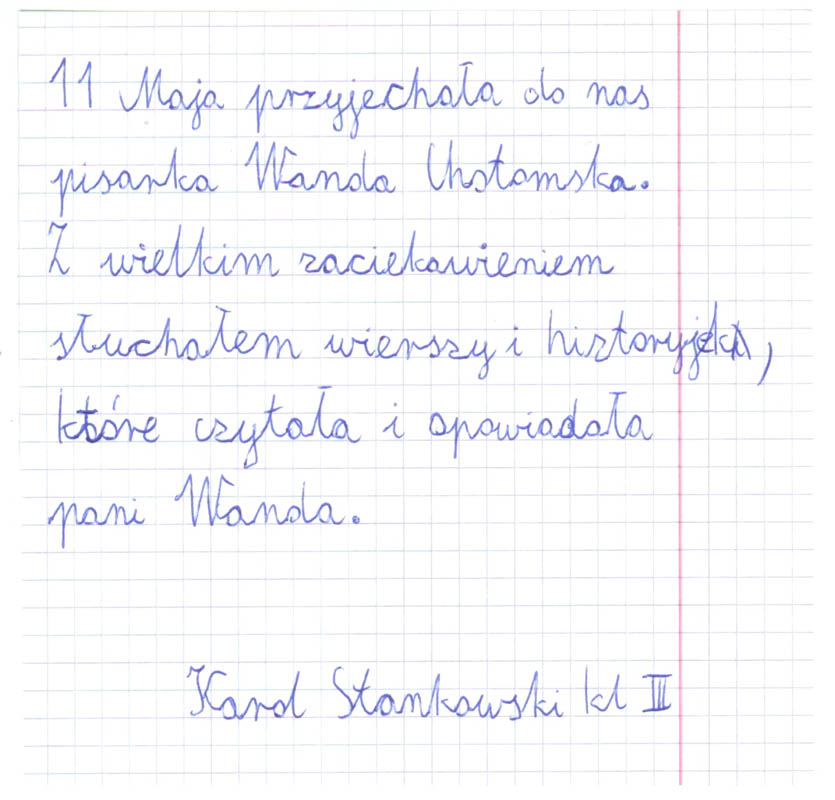 11 Maja przyjechała do nas
pisarka Wanda Chotomska.
Z wielkim zaciekawieniem
słuchałem wierszy i historyjek,
które czytała i opowiadała
pani Wanda.
Karol Stankowski kl III